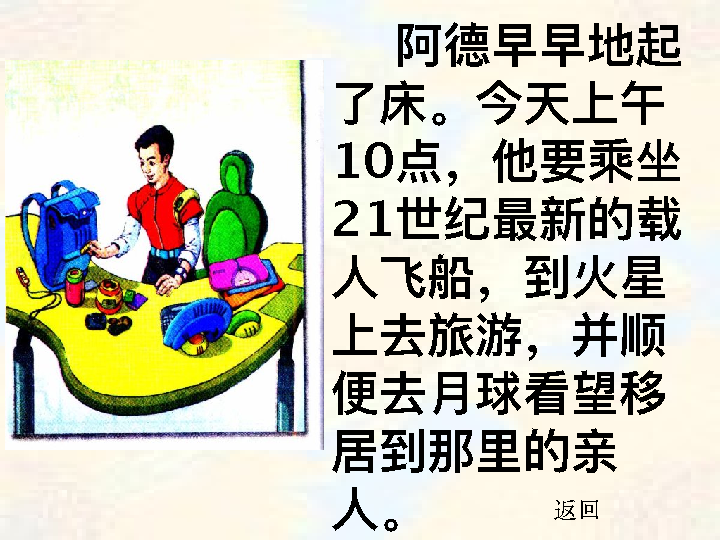 阿德早早地起
了床。今天上午
10点，他要乘坐
21世纪最新的载
人飞船，到火星
上去旅游，并顺
便去月球看望移
居到那里的亲
人。
返回